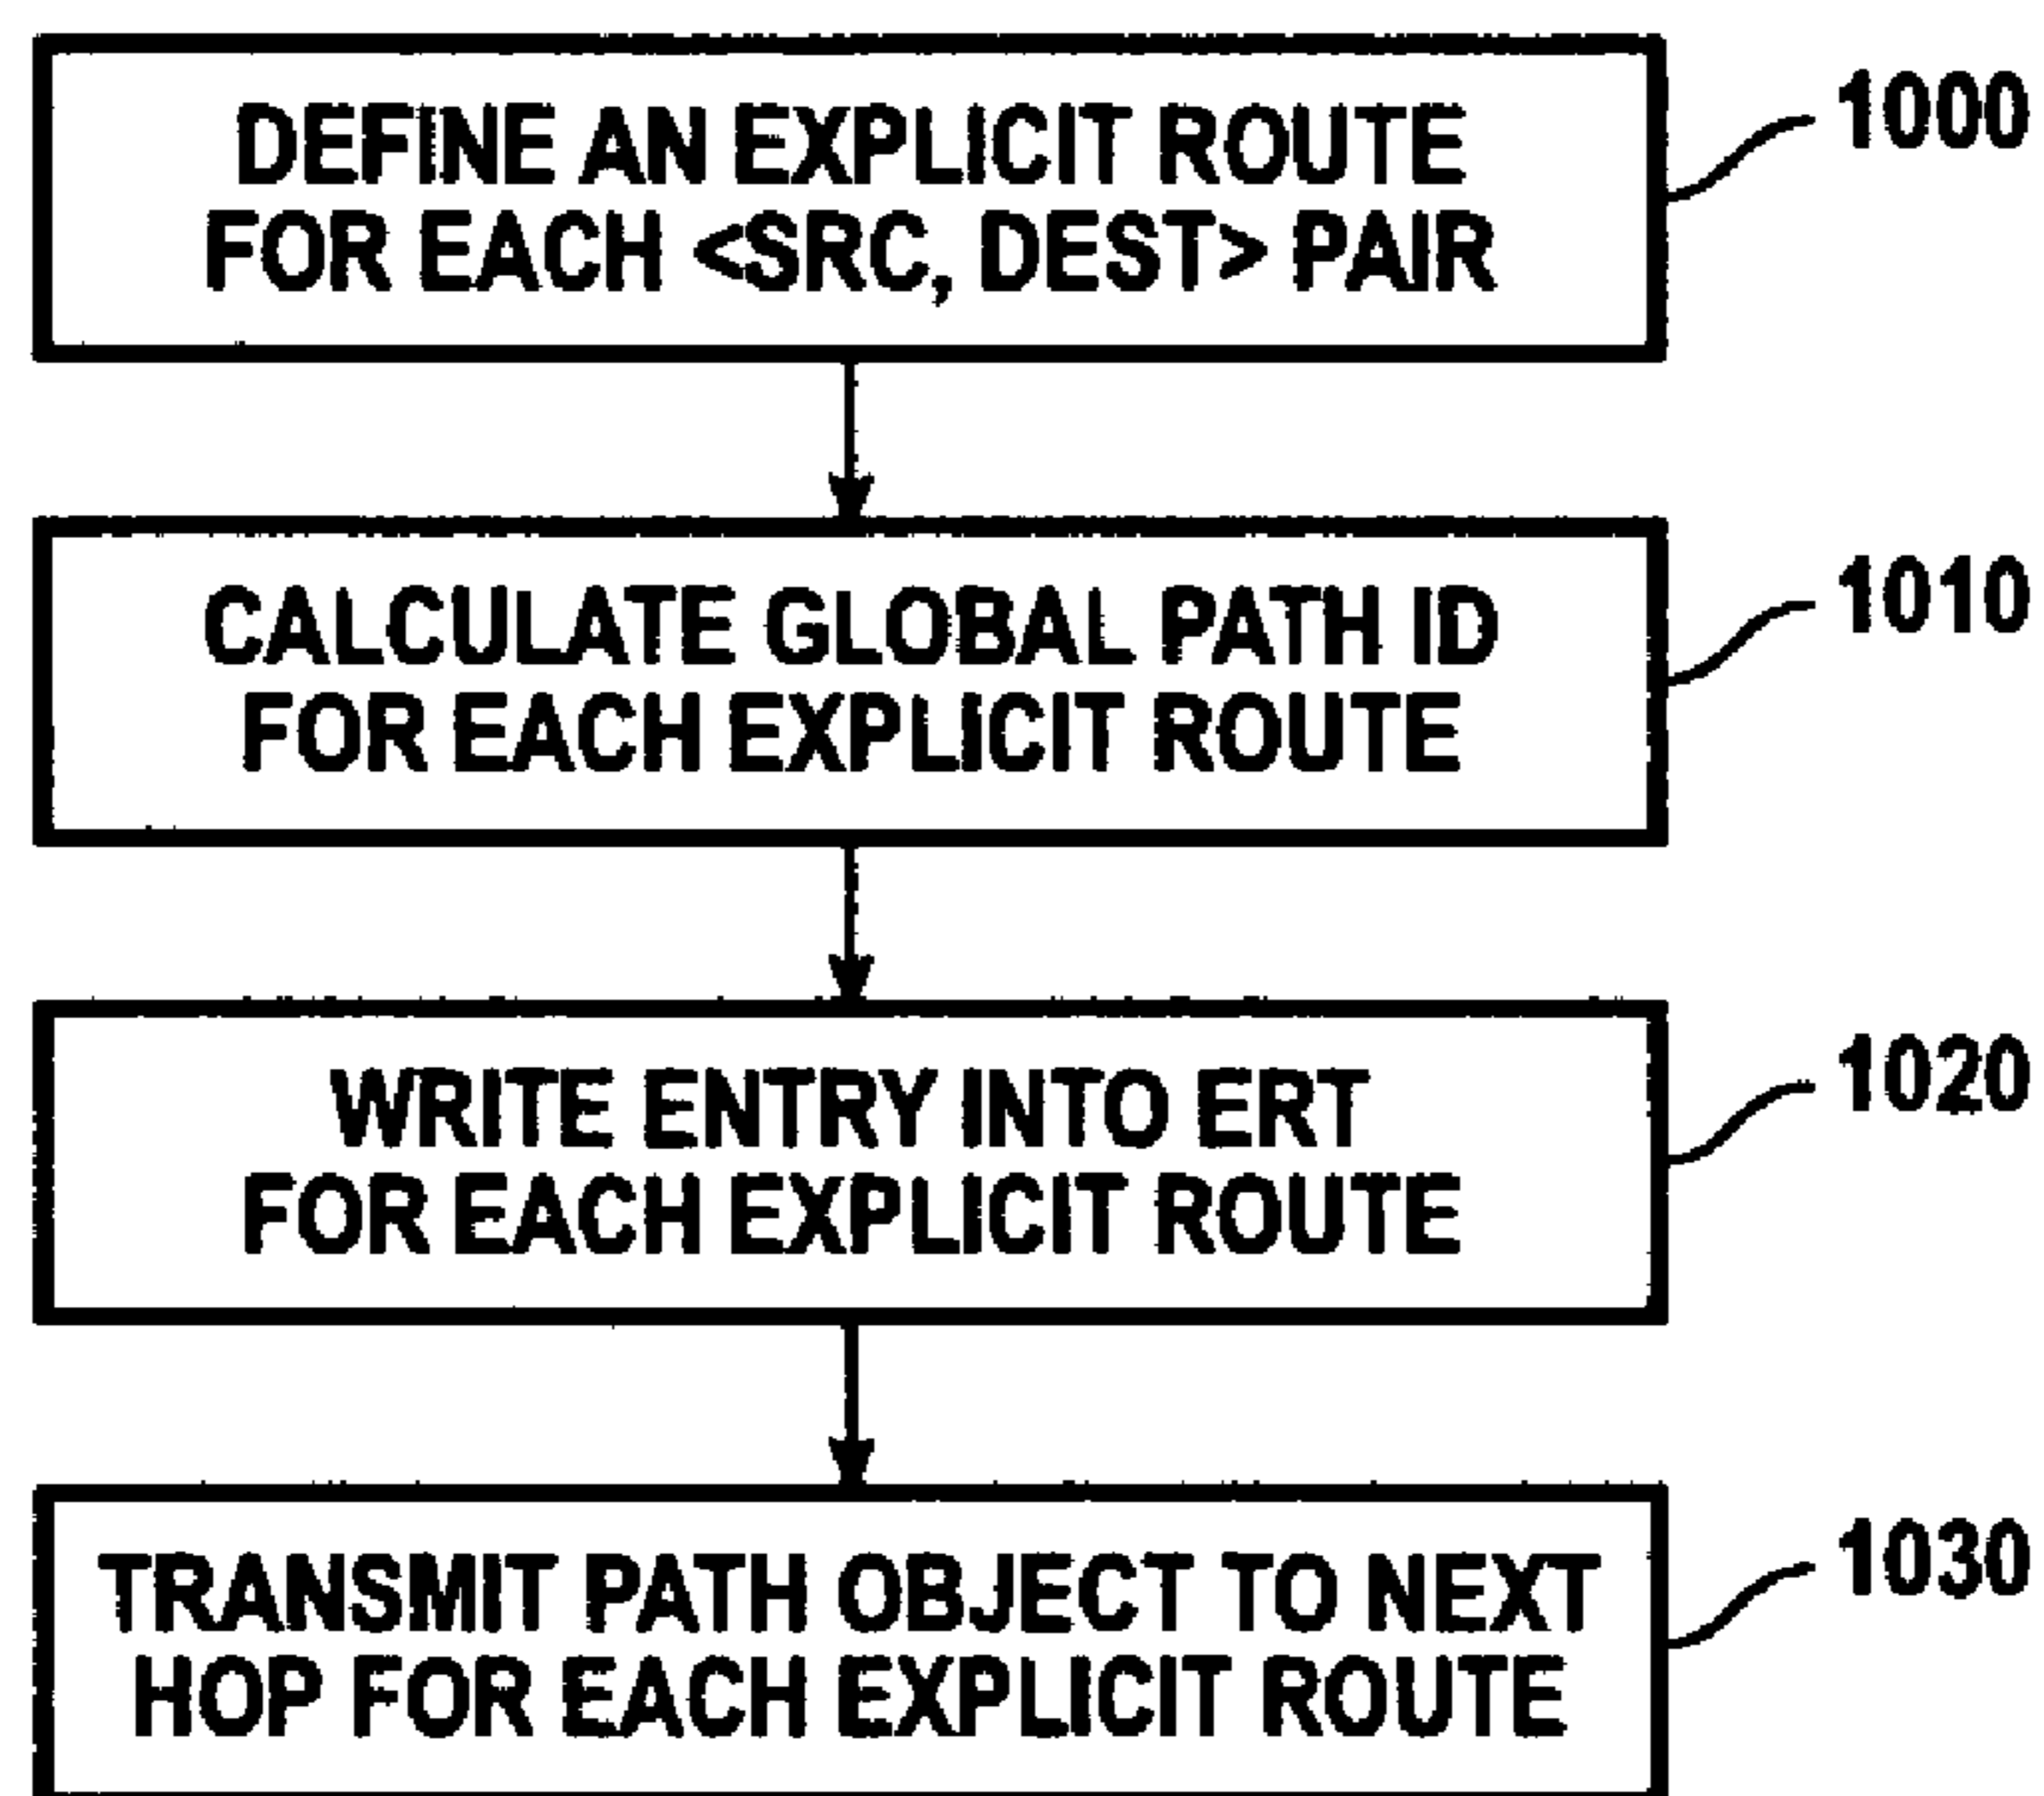 DEFINE AN EXPLICIT ROUTE
FOR EACH <SRC, DEST> PAIR
1000
CALCULATE GLOBAL PATH ID
FOR EACH EXPLICIT ROUTE
1010
WRITE ENTRY INTO ERT
FOR EACH EXPLICIT ROUTE
1020
TRANSMIT PATH OBJECT TO NEXT
HOP FOR EACH EXPLICIT ROUTE
1030